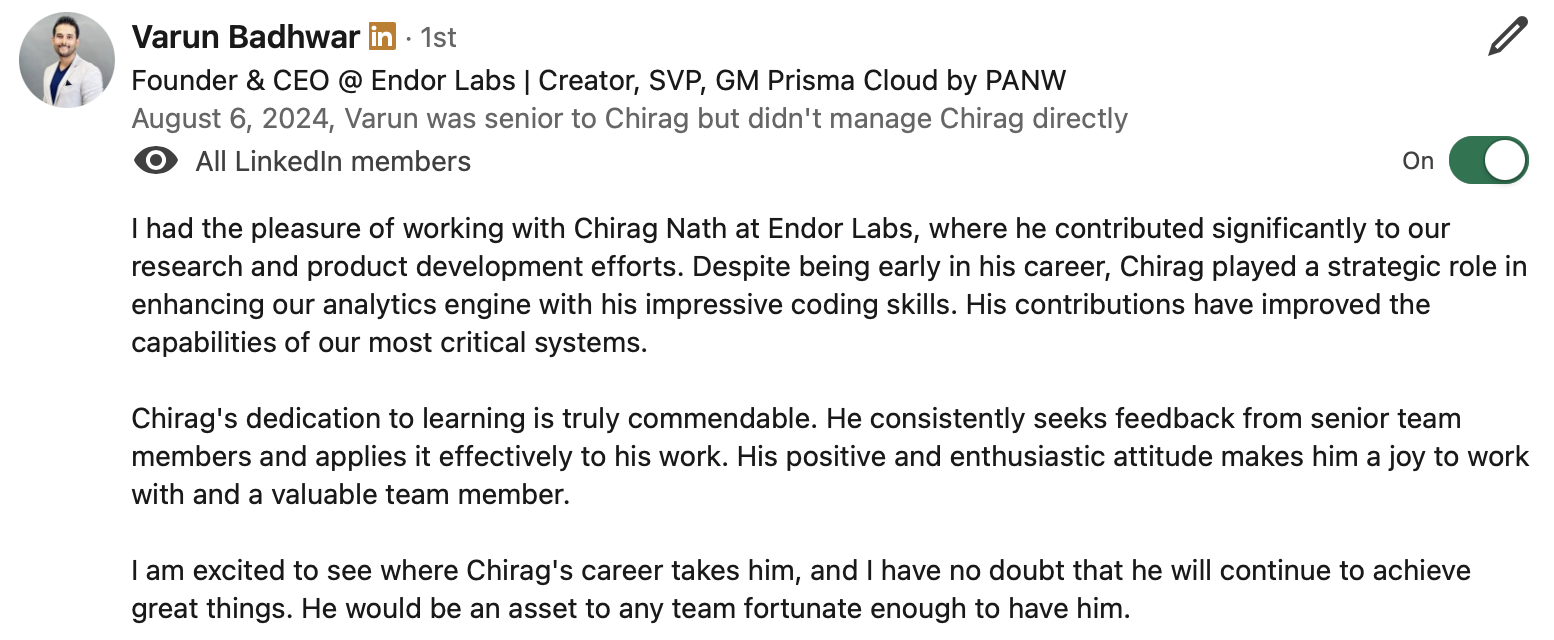 Varun Badhwar in · 1st
Founder & CEO @ Endor Labs | Creator, SVP, GM Prisma Cloud by PANW
August 6, 2024, Varun was senior to Chirag but didn't manage Chirag directly
All LinkedIn members On
I had the pleasure of working with Chirag Nath at Endor Labs, where he contributed significantly to our
research and product development efforts. Despite being early in his career, Chirag played a strategic role in
enhancing our analytics engine with his impressive coding skills. His contributions have improved the
capabilities of our most critical systems.
Chirag's dedication to learning is truly commendable. He consistently seeks feedback from senior team
members and applies it effectively to his work. His positive and enthusiastic attitude makes him a joy to work
with and a valuable team member.
I am excited to see where Chirag's career takes him, and I have no doubt that he will continue to achieve
great things. He would be an asset to any team fortunate enough to have him.